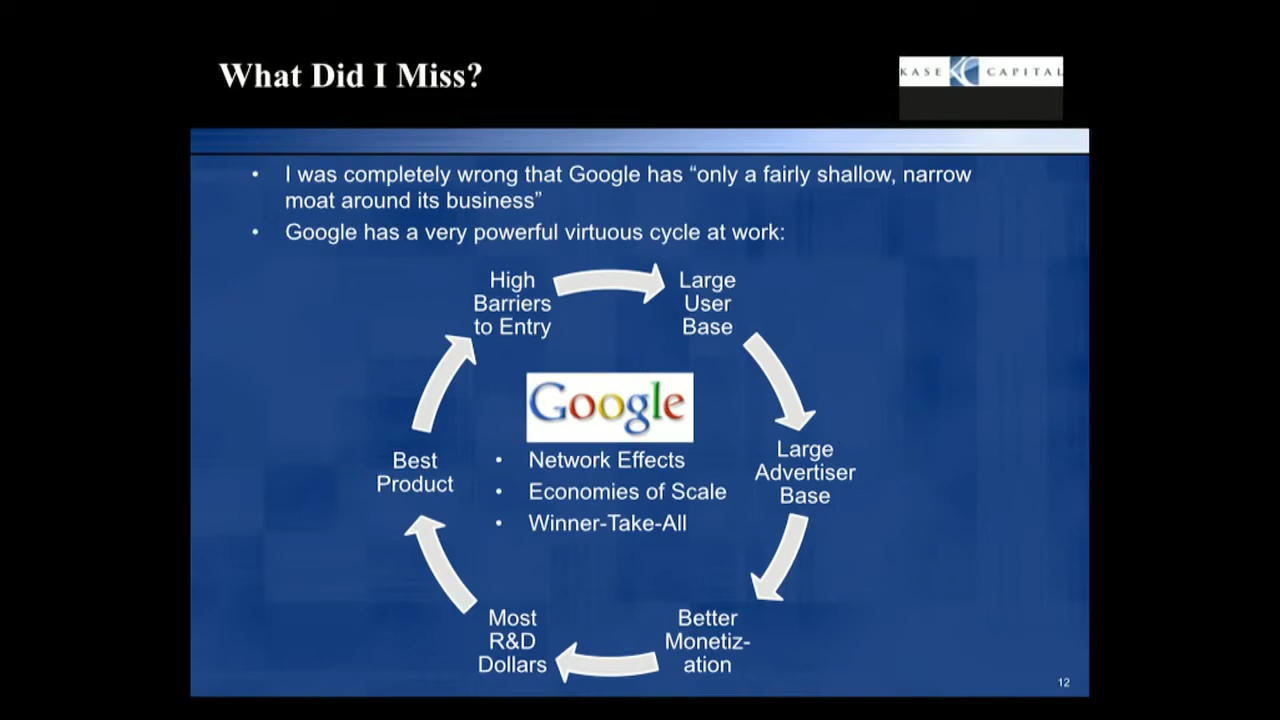 What Did I Miss?
KASE CAPITAL
• I was completely wrong that Google has “only a fairly shallow, narrow
moat around its business”
• Google has a very powerful virtuous cycle at work:
High
Barriers
to Entry
Large
User
Base
Google
Large
Advertiser
Base
Best
Product
• Network Effects
• Economies of Scale
• Winner-Take-All
Better
Monetiz-
ation
Most
R&D
Dollars
12